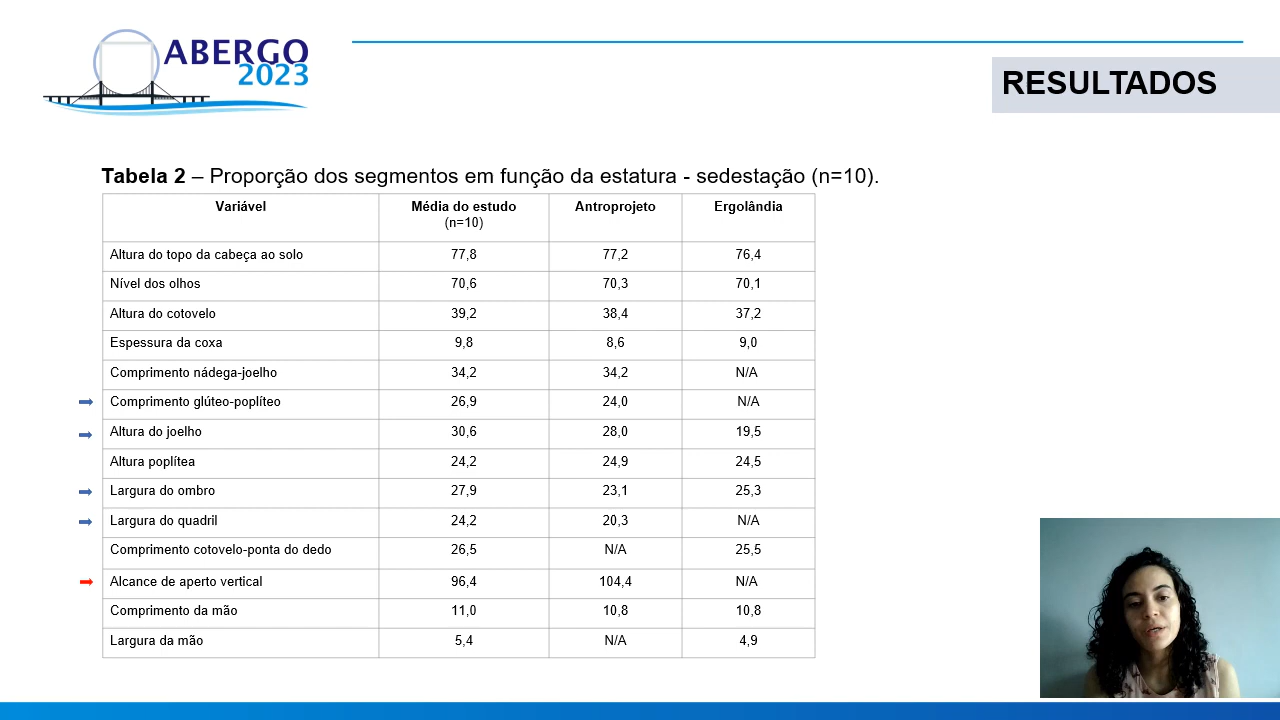 ABERGO
2023
RESULTADOS
Tabela 2 – Proporção dos segmentos em função da estatura - sedestação (n=10).
Variável Média do estudo Antroprojeto Ergolândia
(n=10)
Altura do topo da cabeça ao solo 77,8 77,2 76,4
Nível dos olhos 70,6 70,3 70,1
Altura do cotovelo 39,2 38,4 37,2
Espessura da coxa 9,8 8,6 9,0
Comprimento nádega-joelho 34,2 34,2 N/A
Comprimento glúteo-poplíteo 26,9 24,0 N/A
Altura do joelho 30,6 28,0 19,5
Altura poplítea 24,2 24,9 24,5
Largura do ombro 27,9 23,1 25,3
Largura do quadril 24,2 20,3 N/A
Comprimento cotovelo-ponta do dedo 26,5 N/A 25,5
Alcance de aperto vertical 96,4 104,4 N/A
Comprimento da mão 11,0 10,8 10,8
Largura da mão 5,4 N/A 4,9